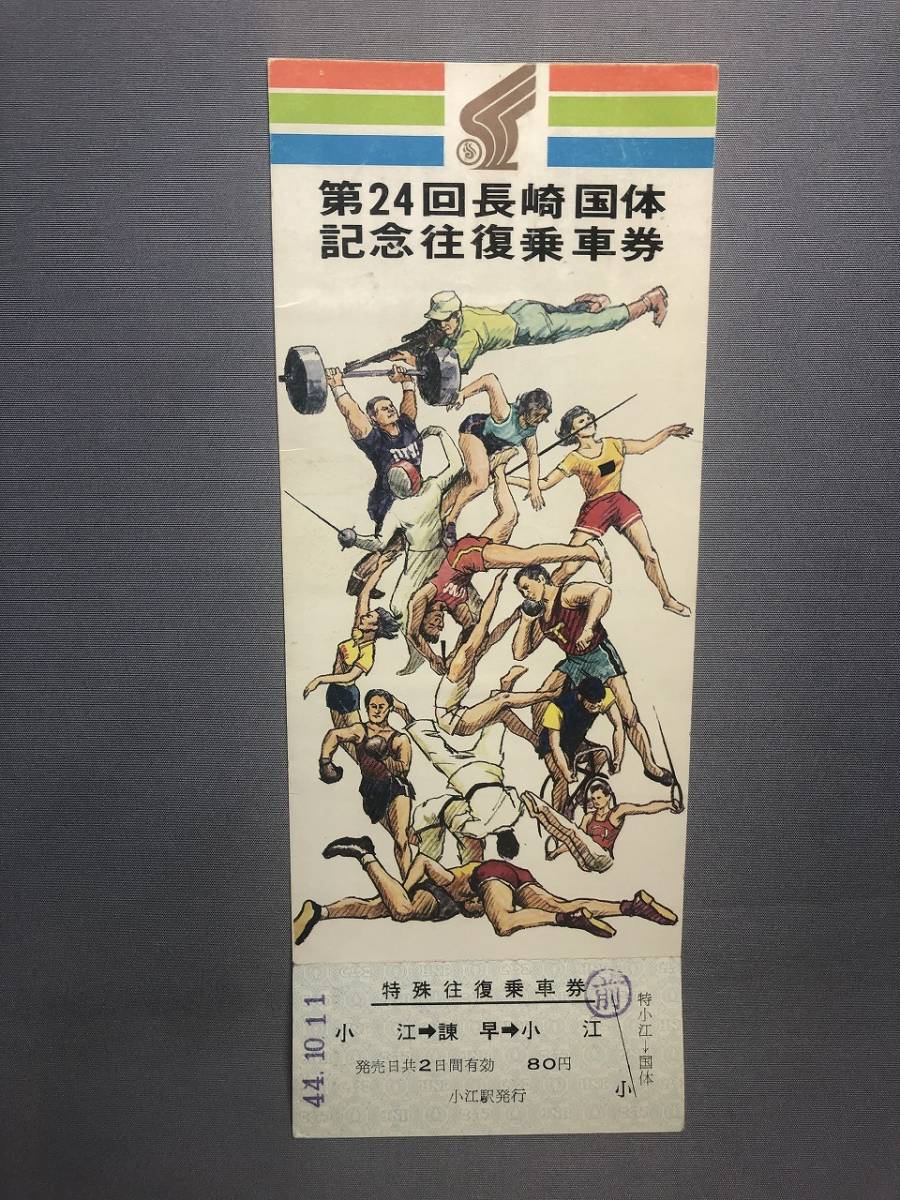 第24回長崎国体
記念往復乗車券
特殊往復乗車券
前
小江➡諫早➡小江
発売日共2日間有効 80円
小江駅発行
44.10.11
特小江→国体
小